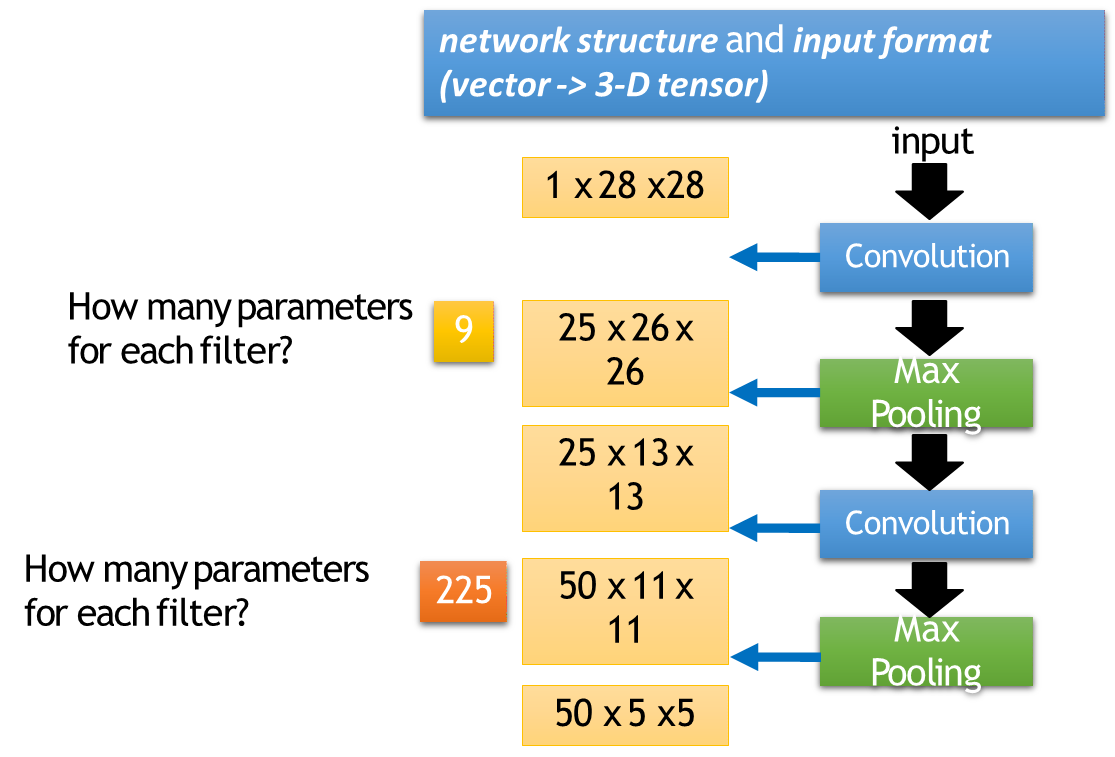 network structure and input format
(vector -> 3-D tensor)
input
1 x 28 x28
Convolution
How many parameters
for each filter?
9
25 x 26 x
26
Max
Pooling
25 x 13 x
13
Convolution
How many parameters
for each filter?
225
50 x 11 x
11
Max
Pooling
50 x 5 x5